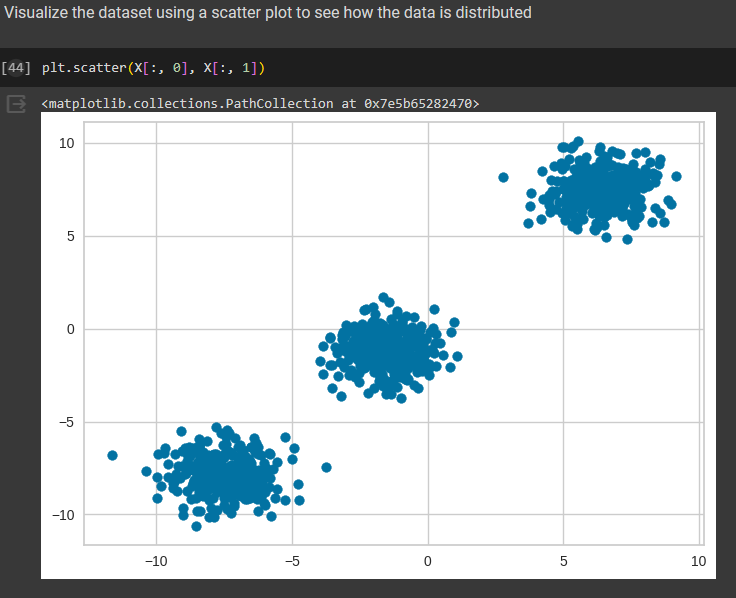 Visualize the dataset using a scatter plot to see how the data is distributed
[44] plt.scatter(X[:, 0], X[:, 1])
<matplotlib.collections.PathCollection at 0x7e5b65282470>
10
5
0
−5
−10
−10 −5 0 5 10